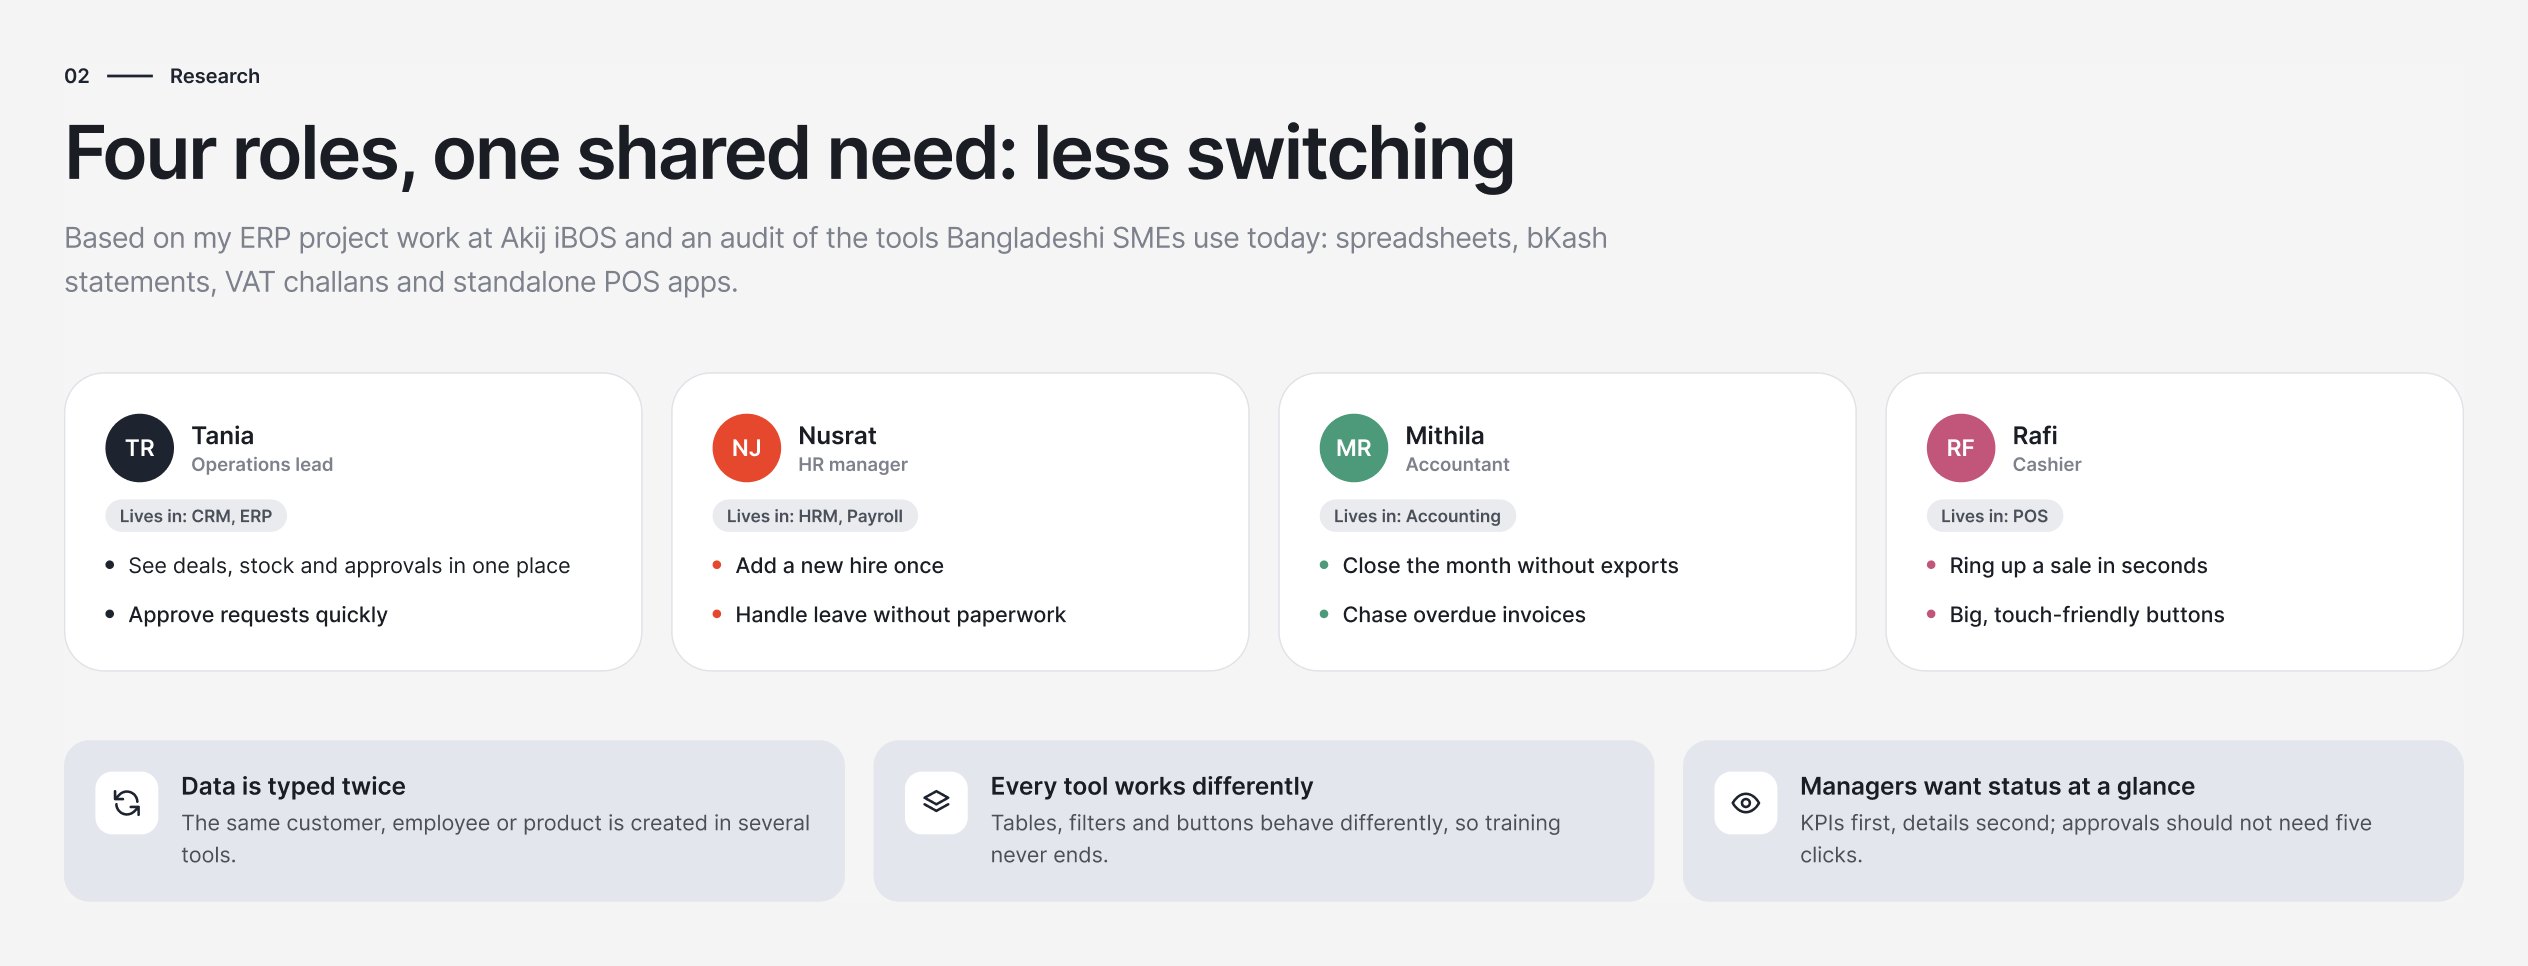 02 — Research
Four roles, one shared need: less switching
Based on my ERP project work at Akij iBOS and an audit of the tools Bangladeshi SMEs use today: spreadsheets, bKash
statements, VAT challans and standalone POS apps.
TR
Tania
Operations lead
Lives in: CRM, ERP
• See deals, stock and approvals in one place
• Approve requests quickly
NJ
Nusrat
HR manager
Lives in: HRM, Payroll
• Add a new hire once
• Handle leave without paperwork
MR
Mithila
Accountant
Lives in: Accounting
• Close the month without exports
• Chase overdue invoices
RF
Rafi
Cashier
Lives in: POS
• Ring up a sale in seconds
• Big, touch-friendly buttons
Data is typed twice
The same customer, employee or product is created in several
tools.
Every tool works differently
Tables, filters and buttons behave differently, so training
never ends.
Managers want status at a glance
KPIs first, details second; approvals should not need five
clicks.